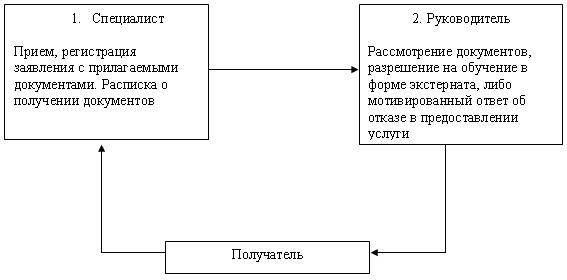 1. Специалист
Прием, регистрация
заявления с прилагаемыми
документами. Расписка о
получении документов
2. Руководитель
Рассмотрение документов,
разрешение на обучение в
форме экстерната, либо
мотивированный ответ об
отказе в предоставлении
услуги
Получатель